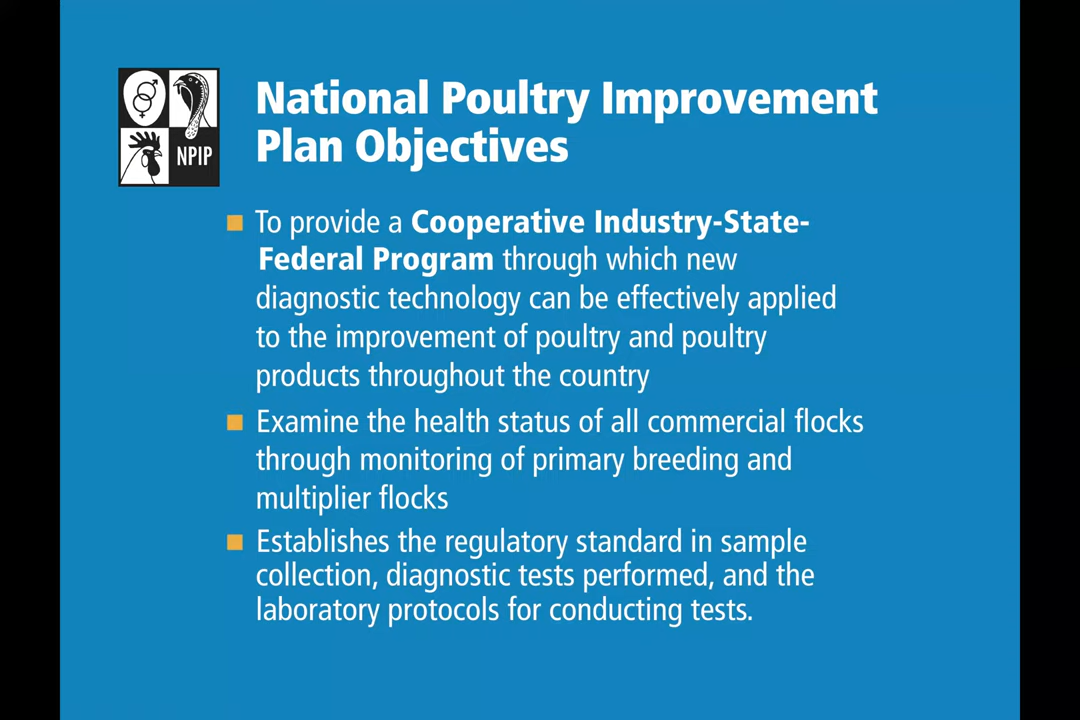 National Poultry Improvement
Plan Objectives
NPIP
To provide a Cooperative Industry-State-
Federal Program through which new
diagnostic technology can be effectively applied
to the improvement of poultry and poultry
products throughout the country
Examine the health status of all commercial flocks
through monitoring of primary breeding and
multiplier flocks
Establishes the regulatory standard in sample
collection, diagnostic tests performed, and the
laboratory protocols for conducting tests.